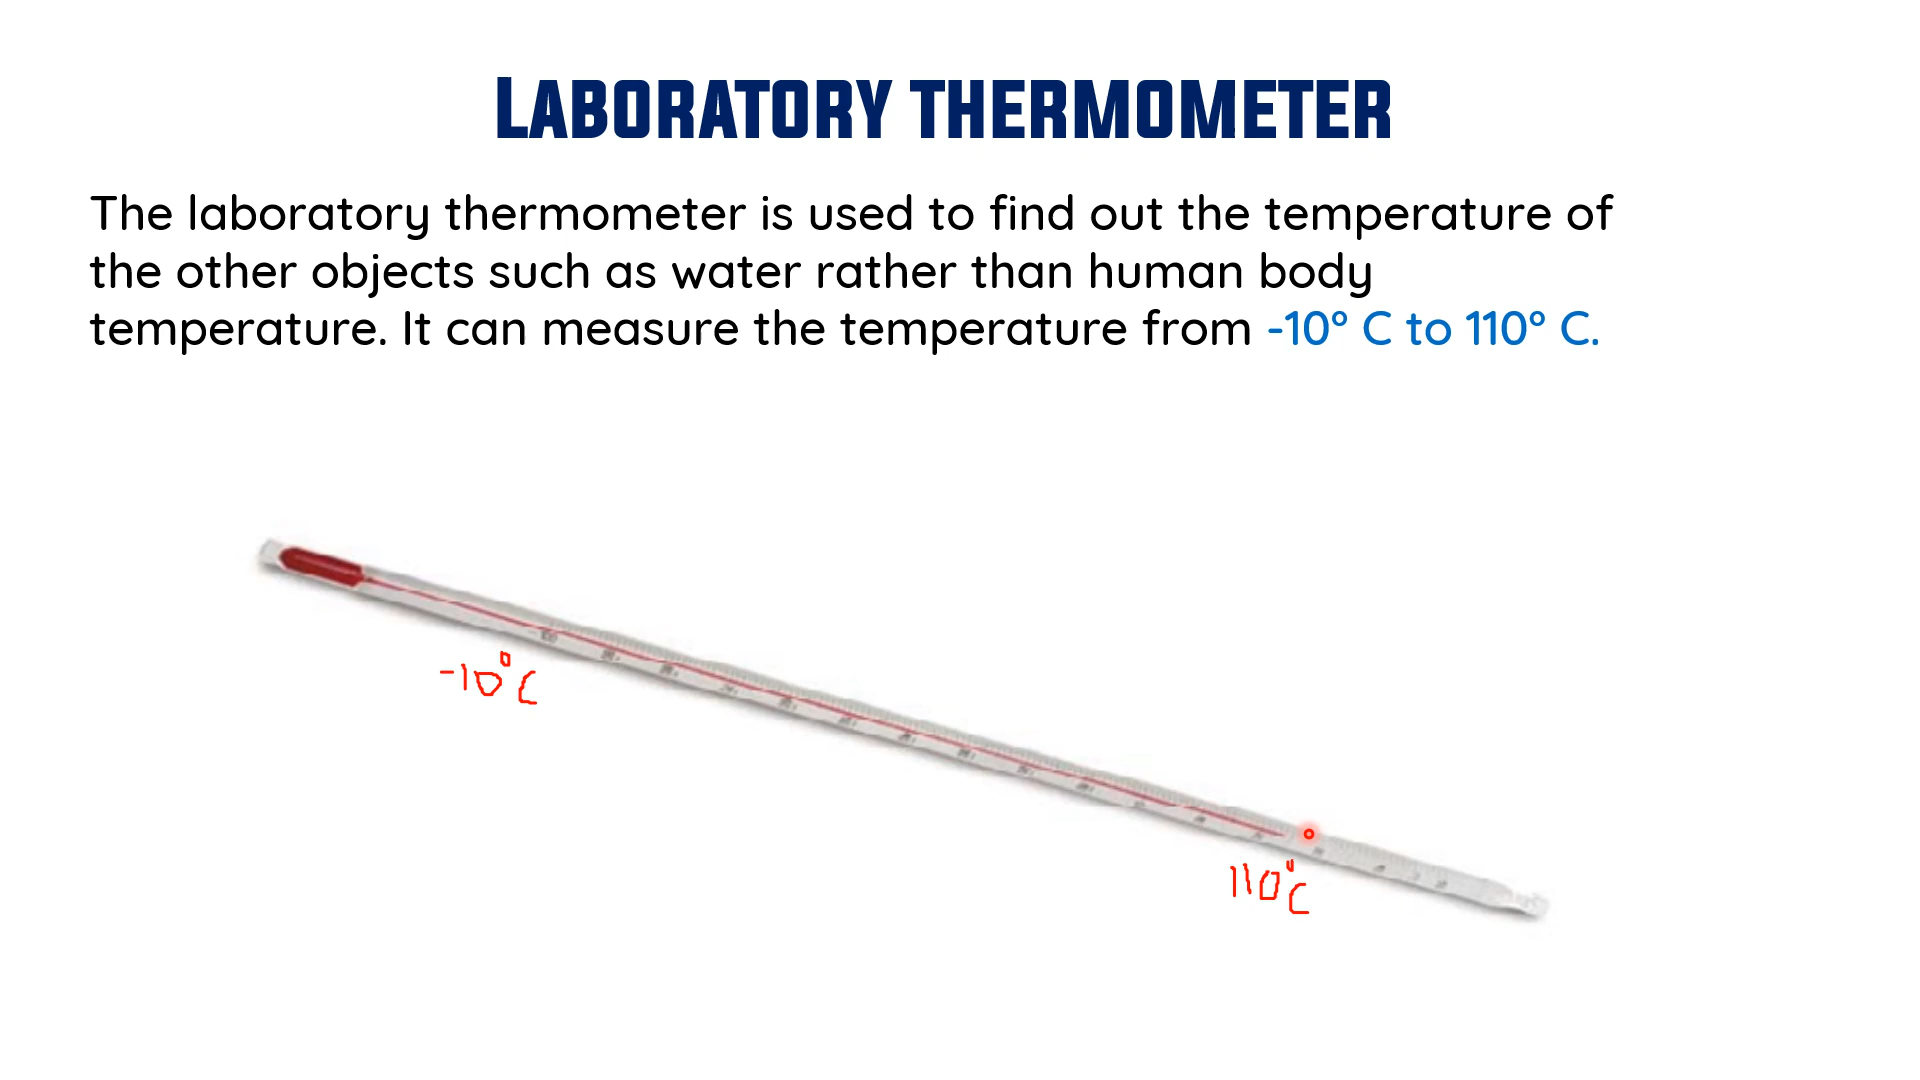 LABORATORY THERMOMETER
The laboratory thermometer is used to find out the temperature of
the other objects such as water rather than human body
temperature. It can measure the temperature from -10° C to 110° C.
-10°C
110°C